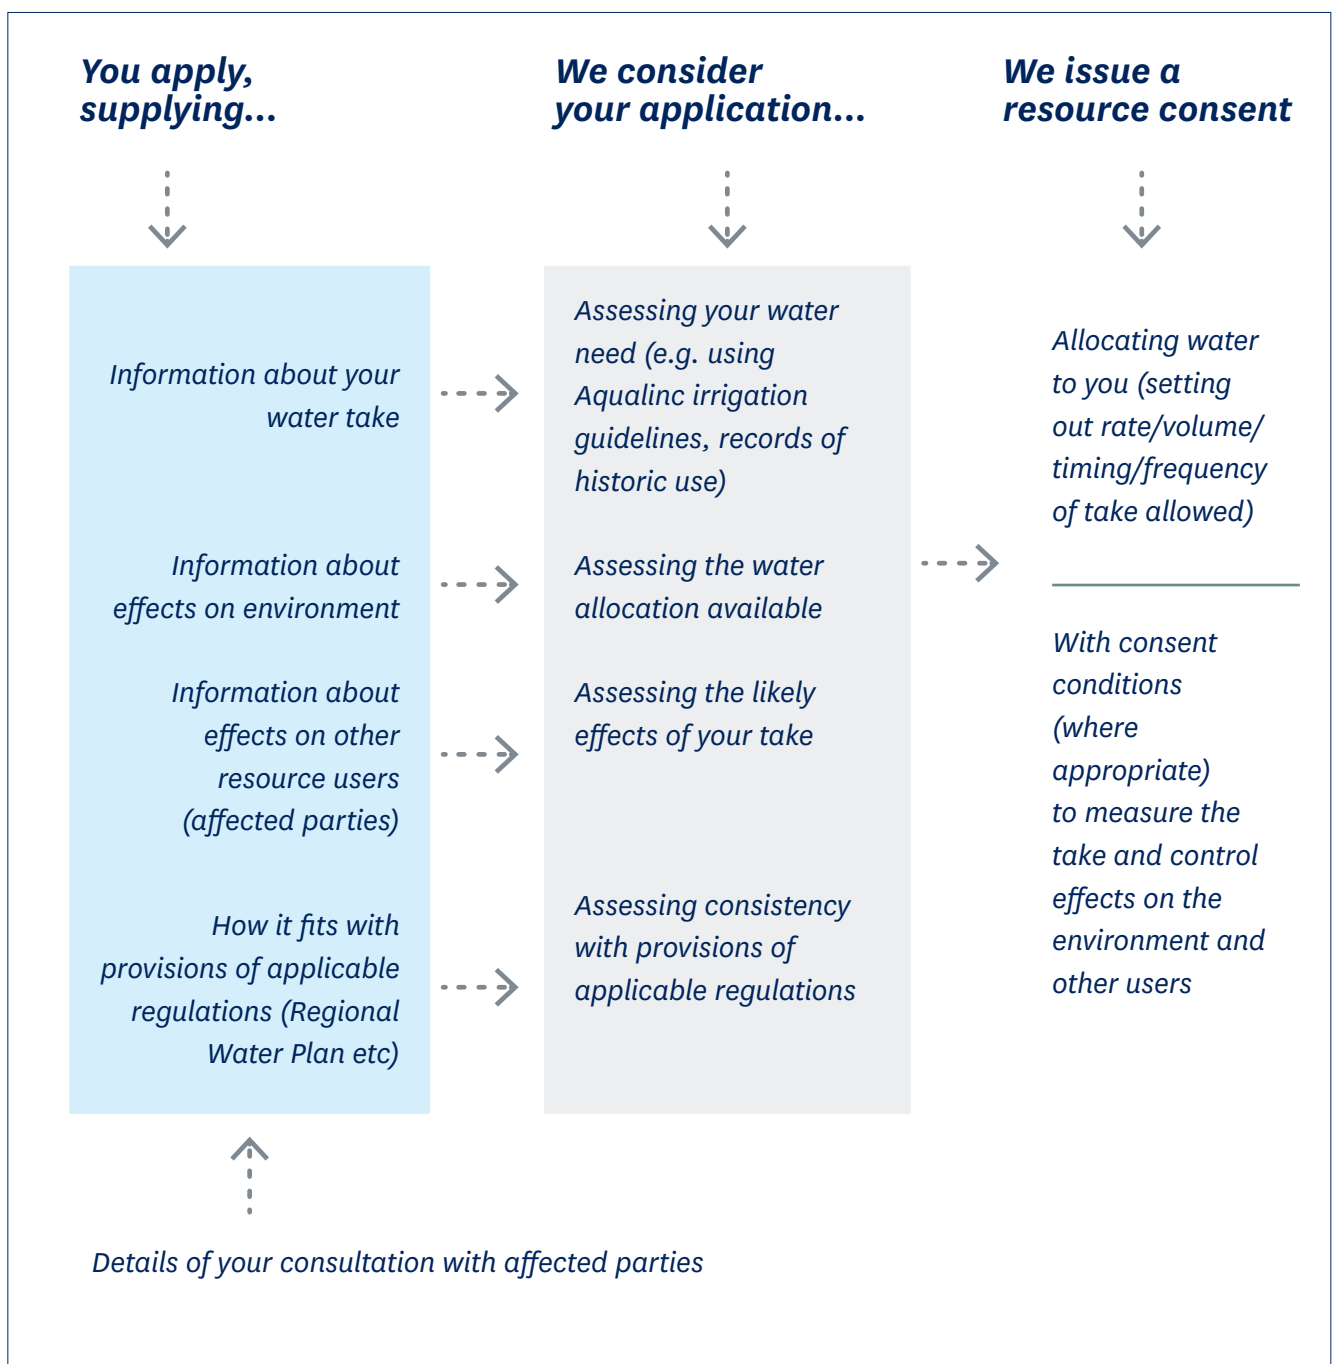 You apply,
supplying...
We consider
your application...
We issue a
resource consent
Information about your
water take
Information about
effects on environment
Information about
effects on other
resource users
(affected parties)
How it fits with
provisions of applicable
regulations (Regional
Water Plan etc)
Assessing your water
need (e.g. using
Aqualinc irrigation
guidelines, records of
historic use)
Assessing the water
allocation available
Assessing the likely
effects of your take
Assessing consistency
with provisions of
applicable regulations
Allocating water
to you (setting
out rate/volume/
timing/frequency
of take allowed)
With consent
conditions
(where
appropriate)
to measure the
take and control
effects on the
environment and
other users
Details of your consultation with affected parties